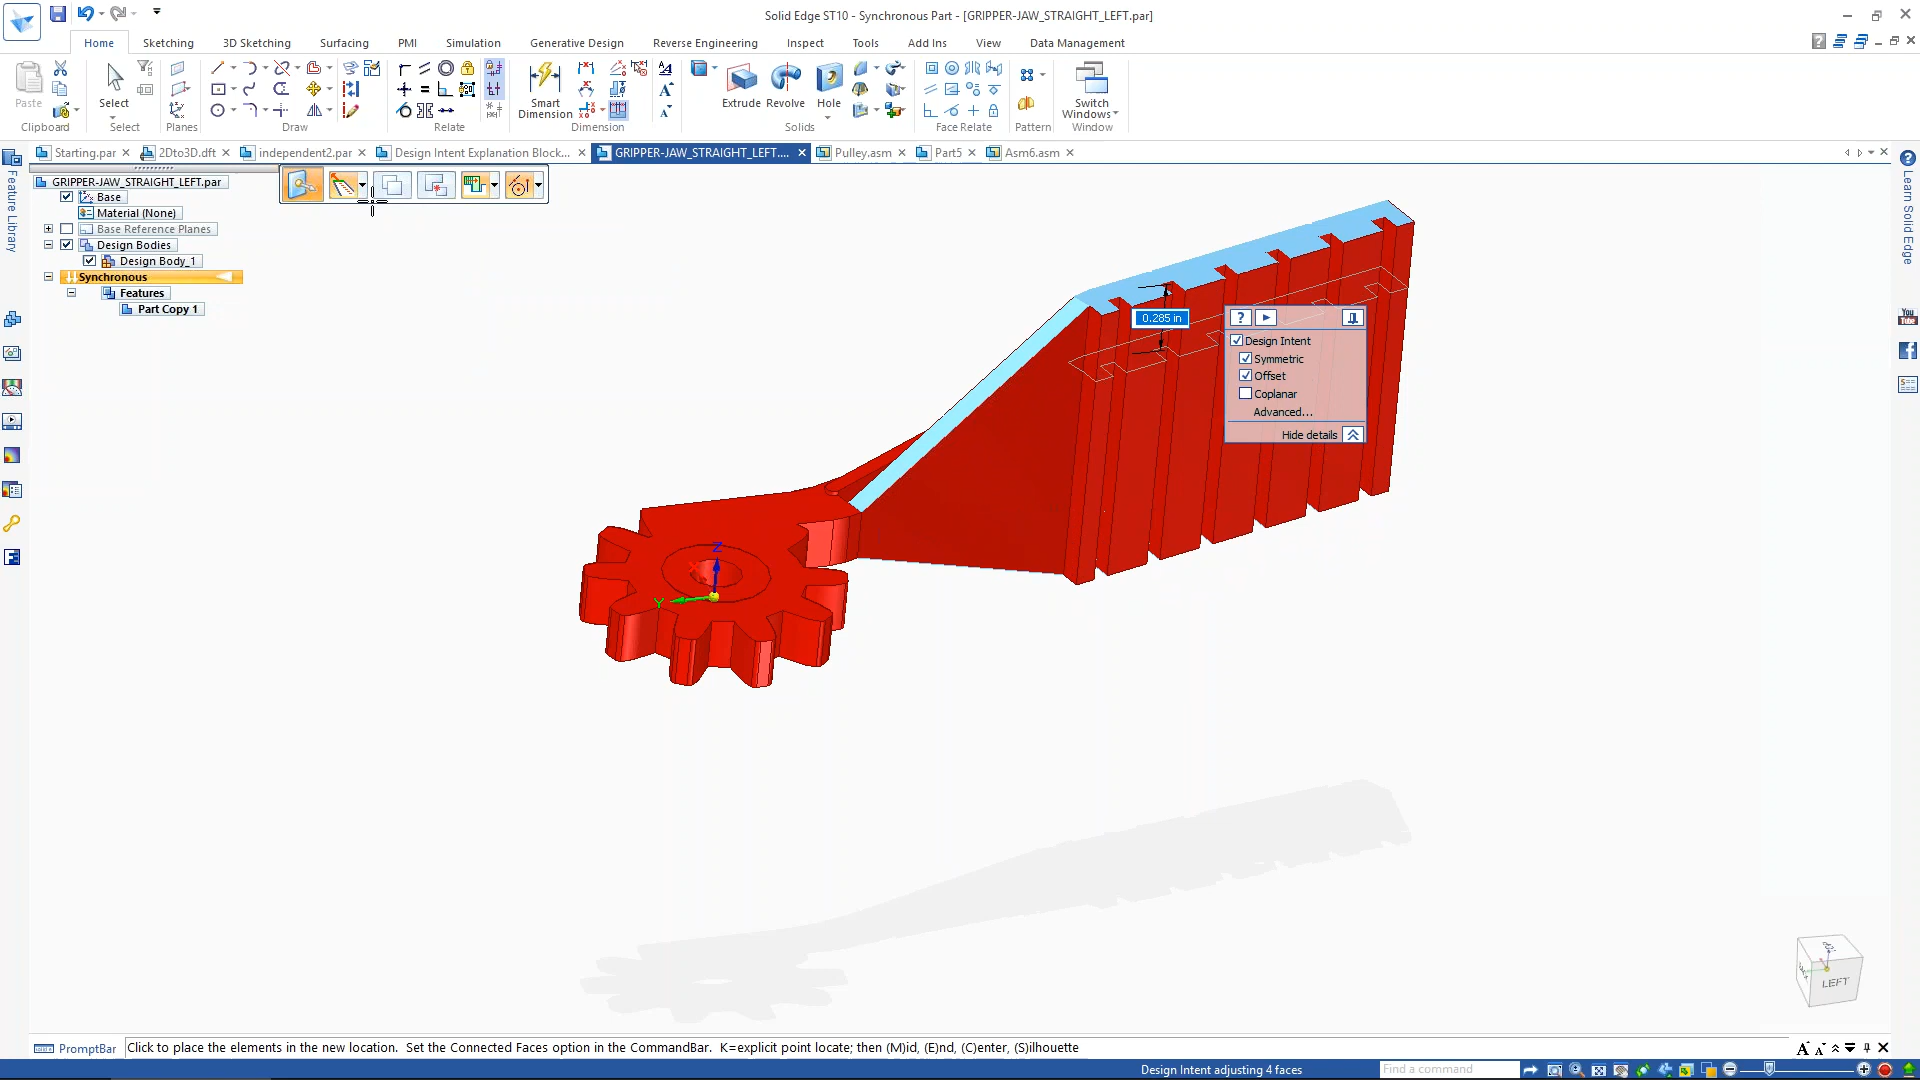 Solid Edge ST10 - Synchronous Part - [GRIPPER-JAW_STRAIGHT_LEFT.par]
Home Sketching 3D Sketching Surfacing PMI Simulation Generative Design Reverse Engineering Inspect Tools Add Ins View Data Management
Paste Select Smart Dimension Extrude Revolve Hole Switch Windows
Clipboard Select Planes Draw Relate Dimension Solids Face Relate Pattern Window
Starting.par 2Dto3D.dft independent2.par Design Intent Explanation Block... GRIPPER-JAW_STRAIGHT_LEFT.... Pulley.asm Part5 Asm6.asm
Feature Library
Learn Solid Edge
You Tube
GRIPPER-JAW_STRAIGHT_LEFT.par
Base
Material (None)
Base Reference Planes
Design Bodies
Design Body_1
Synchronous
Features
Part Copy 1
0.285 in
Design Intent
Symmetric
Offset
Coplanar
Advanced...
Hide details
Z
Y
LEFT
PromptBar Click to place the elements in the new location. Set the Connected Faces option in the CommandBar. K=explicit point locate; then (M)id, (E)nd, (C)enter, (S)ilhouette
Design Intent adjusting 4 faces Find a command